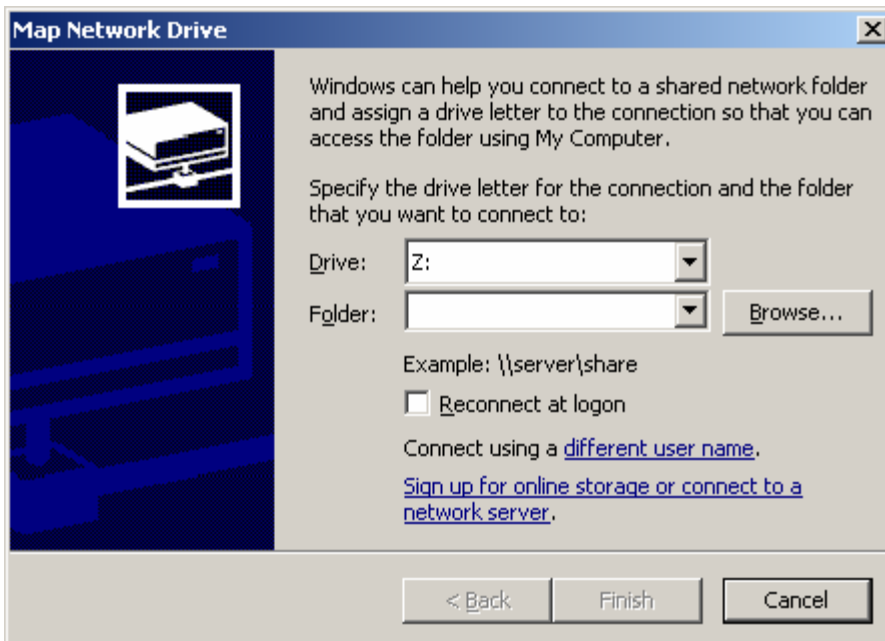 Map Network Drive
Windows can help you connect to a shared network folder
and assign a drive letter to the connection so that you can
access the folder using My Computer.
Specify the drive letter for the connection and the folder
that you want to connect to:
Drive: Z:
Folder: Browse...
Example: \\server\share
Reconnect at logon
Connect using a different user name.
Sign up for online storage or connect to a
network server.
< Back Finish Cancel